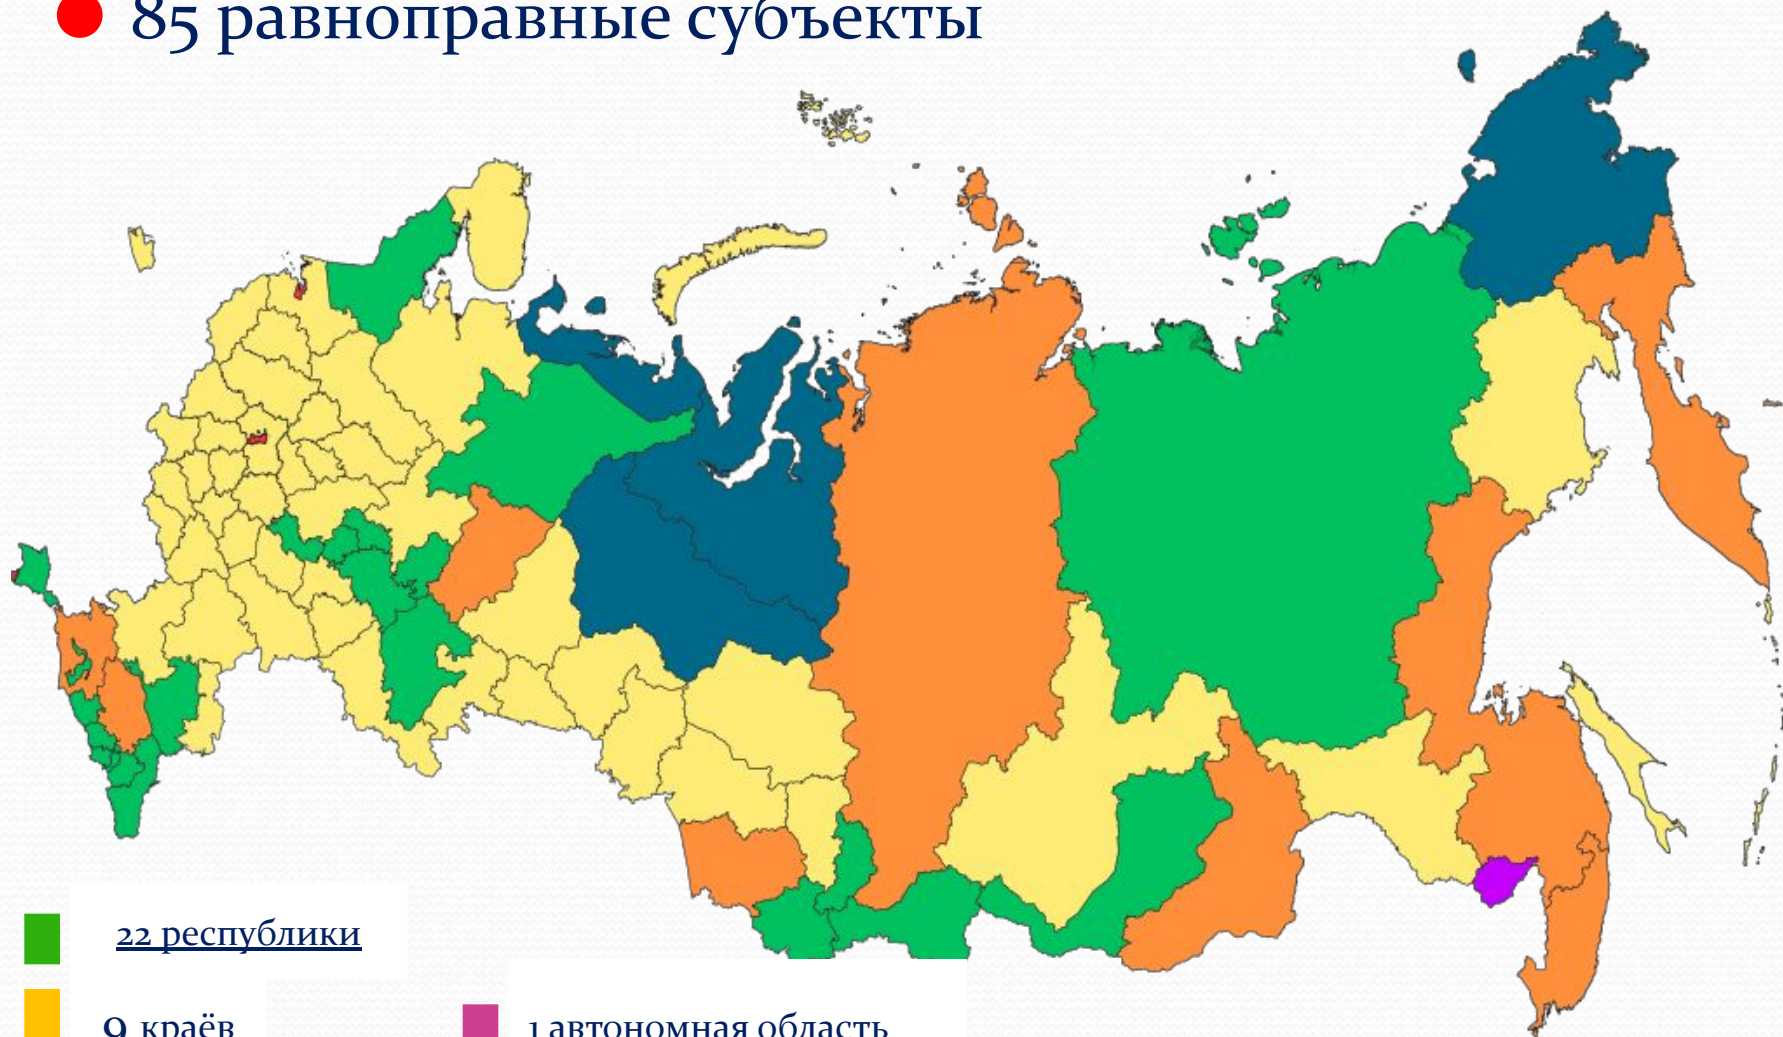 85 равноправные субъекты
22 республики
9 краёв
1 автономная область